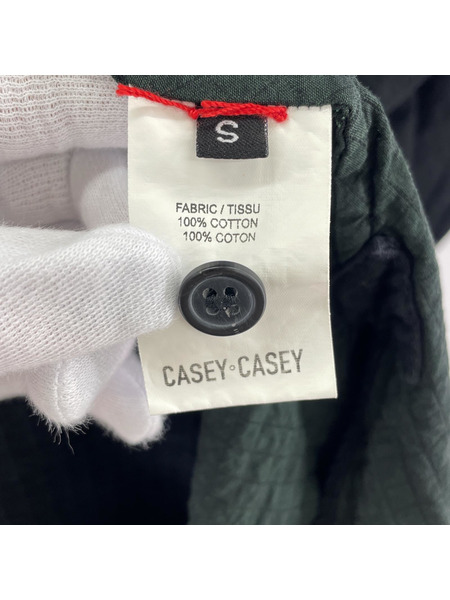 S
FABRIC / TISSU
100% COTTON
100% COTON
CASEY◦CASEY